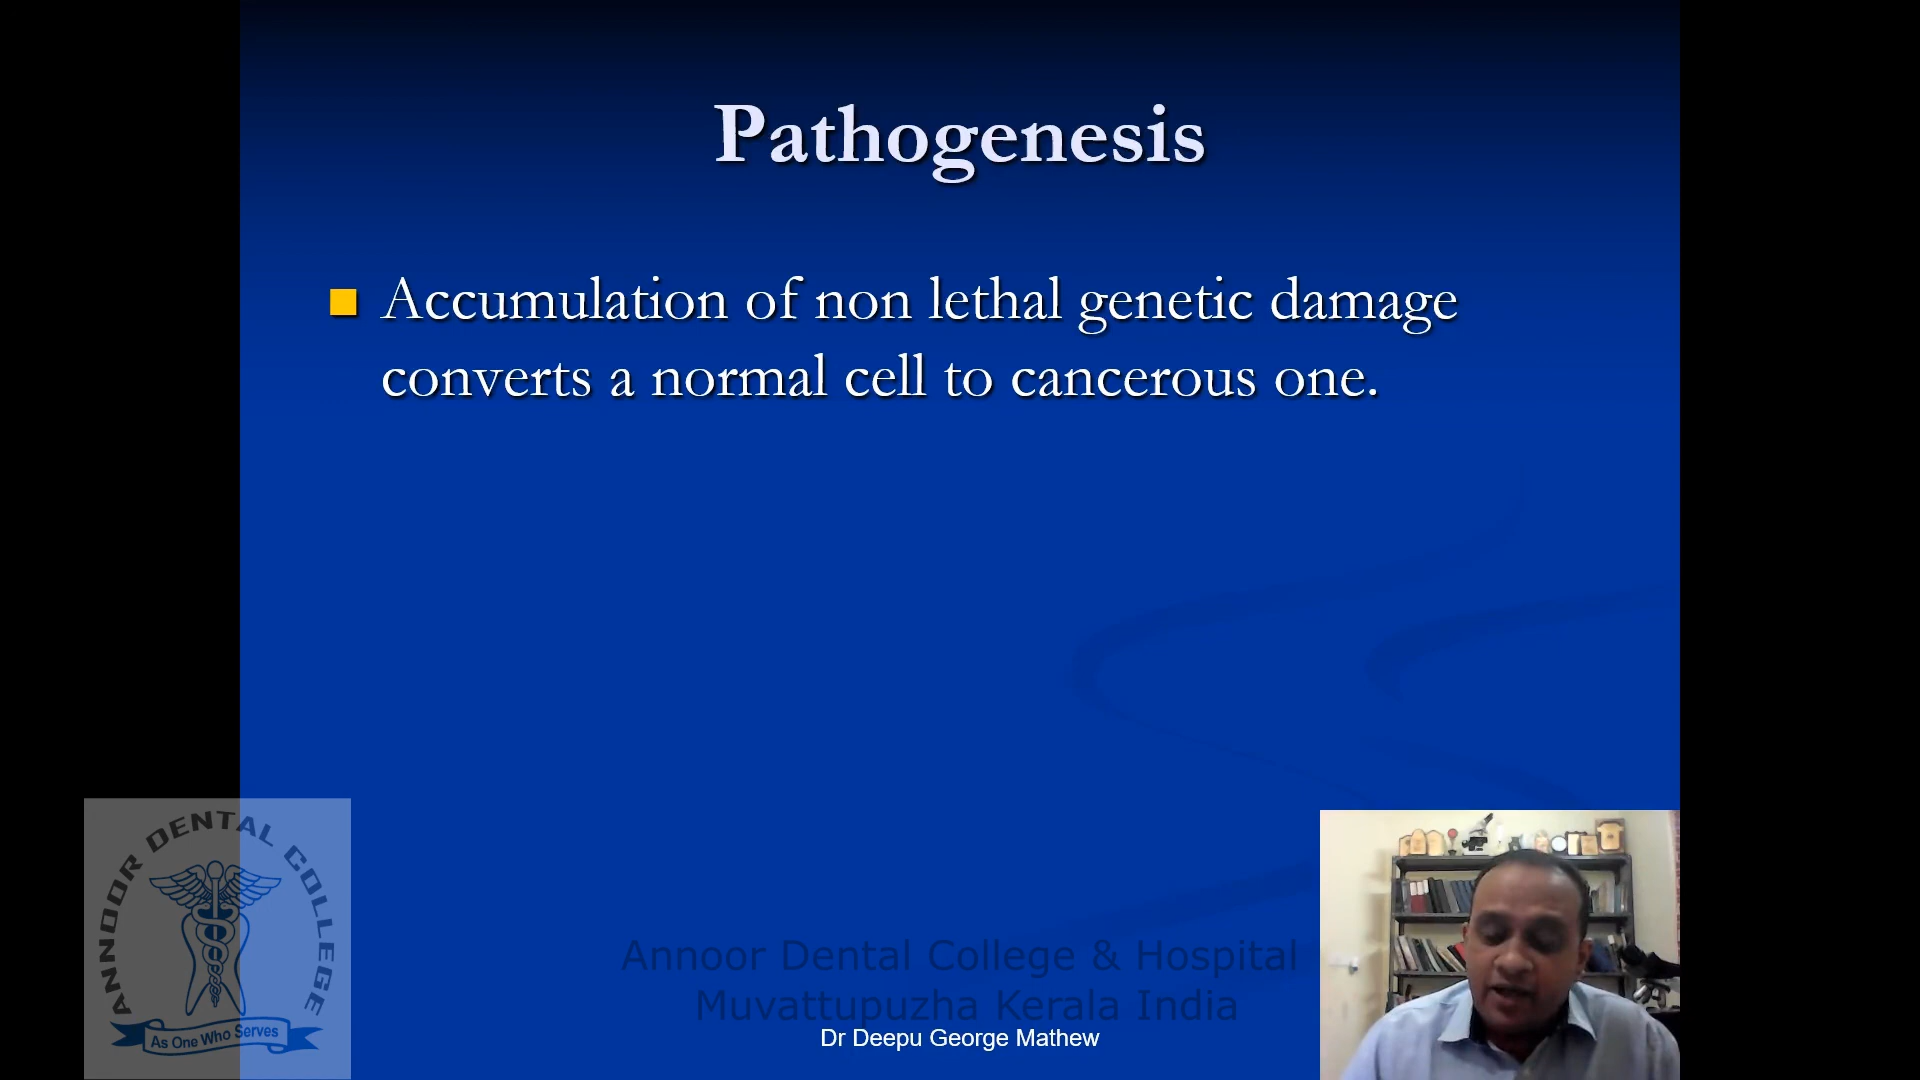 Pathogenesis
Accumulation of non lethal genetic damage
converts a normal cell to cancerous one.
ANNOOR DENTAL COLLEGE
As One Who Serves
Annoor Dental College & Hospital
Muvattupuzha Kerala India
Dr Deepu George Mathew